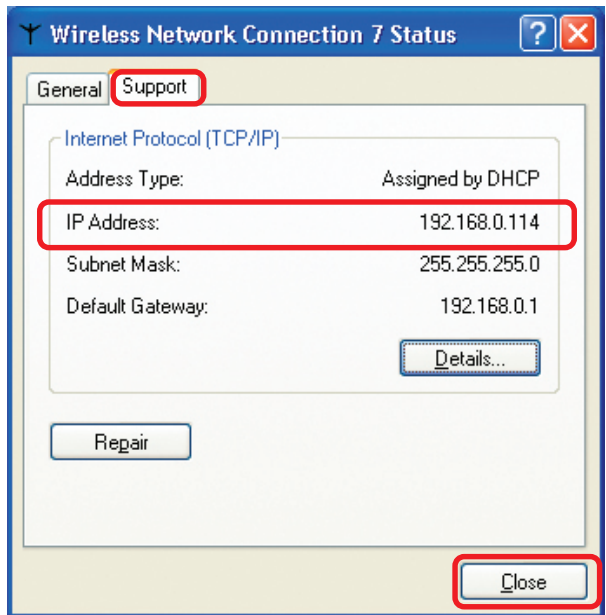 Wireless Network Connection 7 Status
General Support
Internet Protocol (TCP/IP)
Address Type: Assigned by DHCP
IP Address: 192.168.0.114
Subnet Mask: 255.255.255.0
Default Gateway: 192.168.0.1
Details...
Repair
Close